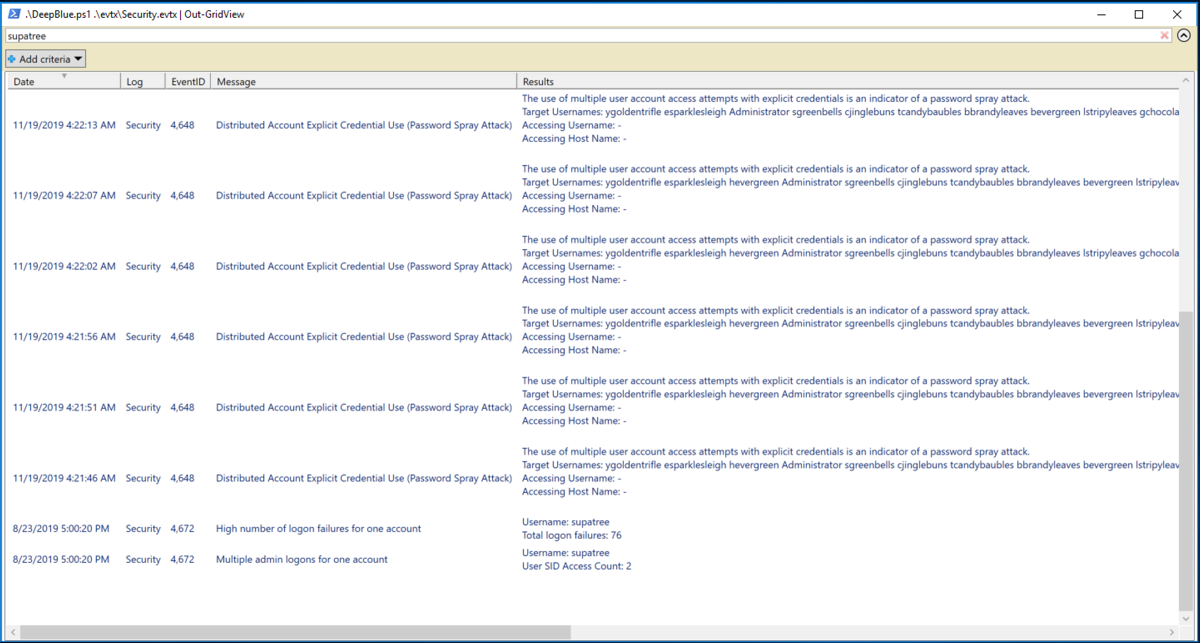 .\DeepBlue.ps1 .\evtx\Security.evtx | Out-GridView
supatree
Add criteria
Date Log EventID Message Results
The use of multiple user account access attempts with explicit credentials is an indicator of a password spray attack.
Target Usernames: ygoldentrifle esparklesleigh Administrator sgreenbells cjinglebuns tcandybaubles bbrandyleaves bevergreen lstripyleaves gchocola
11/19/2019 4:22:13 AM Security 4,648 Distributed Account Explicit Credential Use (Password Spray Attack) Accessing Username: -
Accessing Host Name: -
The use of multiple user account access attempts with explicit credentials is an indicator of a password spray attack.
Target Usernames: ygoldentrifle esparklesleigh hevergreen Administrator sgreenbells cjinglebuns tcandybaubles bbrandyleaves bevergreen lstripyleav
11/19/2019 4:22:07 AM Security 4,648 Distributed Account Explicit Credential Use (Password Spray Attack) Accessing Username: -
Accessing Host Name: -
The use of multiple user account access attempts with explicit credentials is an indicator of a password spray attack.
Target Usernames: ygoldentrifle esparklesleigh Administrator sgreenbells cjinglebuns tcandybaubles bbrandyleaves bevergreen lstripyleaves gchocola
11/19/2019 4:22:02 AM Security 4,648 Distributed Account Explicit Credential Use (Password Spray Attack) Accessing Username: -
Accessing Host Name: -
The use of multiple user account access attempts with explicit credentials is an indicator of a password spray attack.
Target Usernames: ygoldentrifle esparklesleigh hevergreen Administrator sgreenbells cjinglebuns tcandybaubles bbrandyleaves bevergreen lstripyleav
11/19/2019 4:21:56 AM Security 4,648 Distributed Account Explicit Credential Use (Password Spray Attack) Accessing Username: -
Accessing Host Name: -
The use of multiple user account access attempts with explicit credentials is an indicator of a password spray attack.
Target Usernames: ygoldentrifle esparklesleigh hevergreen Administrator sgreenbells cjinglebuns tcandybaubles bbrandyleaves bevergreen lstripyleav
11/19/2019 4:21:51 AM Security 4,648 Distributed Account Explicit Credential Use (Password Spray Attack) Accessing Username: -
Accessing Host Name: -
The use of multiple user account access attempts with explicit credentials is an indicator of a password spray attack.
Target Usernames: ygoldentrifle esparklesleigh hevergreen Administrator sgreenbells cjinglebuns tcandybaubles bbrandyleaves bevergreen lstripyleav
11/19/2019 4:21:46 AM Security 4,648 Distributed Account Explicit Credential Use (Password Spray Attack) Accessing Username: -
Accessing Host Name: -
Username: supatree
8/23/2019 5:00:20 PM Security 4,672 High number of logon failures for one account
Total logon failures: 76
Username: supatree
8/23/2019 5:00:20 PM Security 4,672 Multiple admin logons for one account
User SID Access Count: 2